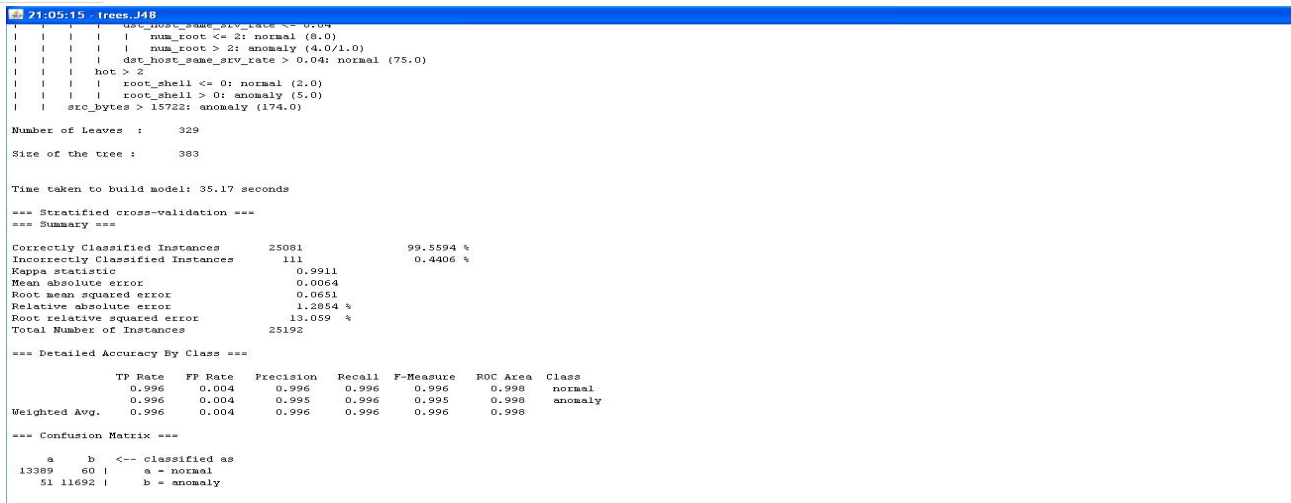 21:05:15 - trees.J48
| | | | dst_host_same_srv_rate <= 0.04
| | | | | num_root <= 2: normal (8.0)
| | | | | num_root > 2: anomaly (4.0/1.0)
| | | | dst_host_same_srv_rate > 0.04: normal (75.0)
| | | hot > 2
| | | | root_shell <= 0: normal (2.0)
| | | | root_shell > 0: anomaly (5.0)
| | src_bytes > 15722: anomaly (174.0)
Number of Leaves : 329
Size of the tree : 383
Time taken to build model: 35.17 seconds
=== Stratified cross-validation ===
=== Summary ===
Correctly Classified Instances 25081 99.5594 %
Incorrectly Classified Instances 111 0.4406 %
Kappa statistic 0.9911
Mean absolute error 0.0064
Root mean squared error 0.0651
Relative absolute error 1.2854 %
Root relative squared error 13.059 %
Total Number of Instances 25192
=== Detailed Accuracy By Class ===
TP Rate FP Rate Precision Recall F-Measure ROC Area Class
0.996 0.004 0.996 0.996 0.996 0.998 normal
0.996 0.004 0.995 0.996 0.995 0.998 anomaly
Weighted Avg. 0.996 0.004 0.996 0.996 0.996 0.998
=== Confusion Matrix ===
a b <-- classified as
13389 60 | a = normal
51 11692 | b = anomaly